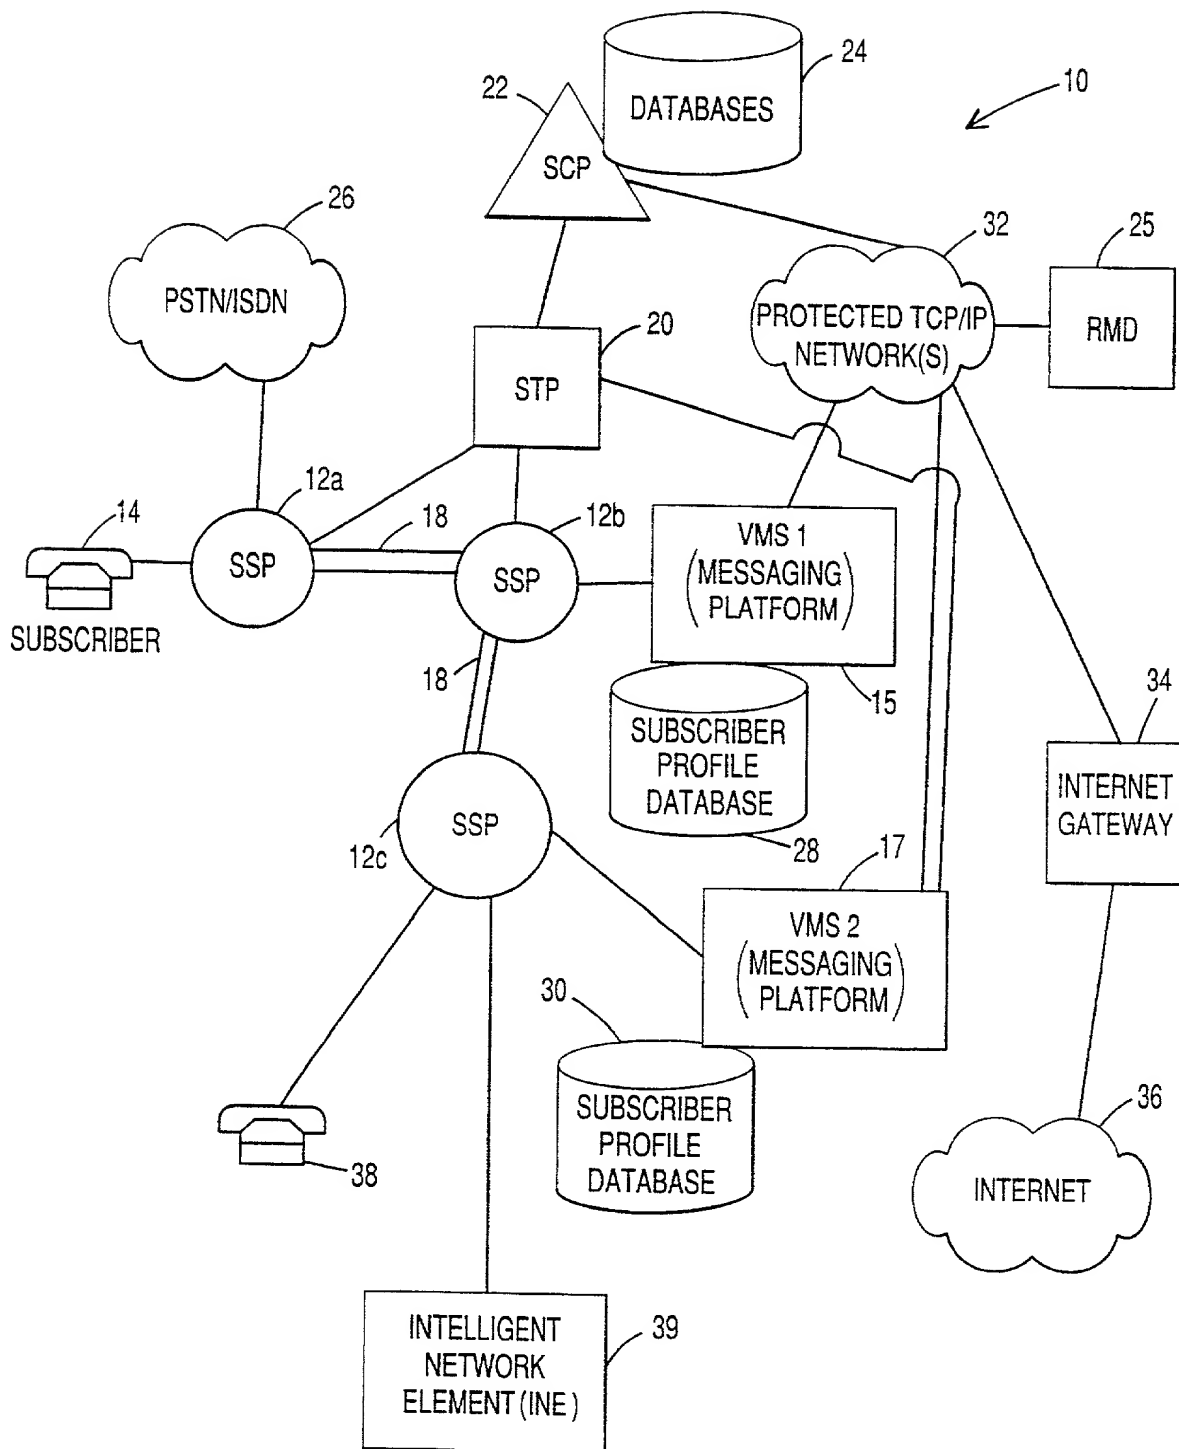 24
22
DATABASES
10
SCP
26
32
25
PSTN/ISDN
PROTECTED TCP/IP
NETWORK(S)
RMD
20
STP
12a
14
18
12b
VMS 1
(MESSAGING
PLATFORM)
SSP
SSP
SUBSCRIBER
18
15
34
SUBSCRIBER
PROFILE
DATABASE
INTERNET
GATEWAY
SSP
12c
28
17
VMS 2
(MESSAGING
PLATFORM)
30
SUBSCRIBER
PROFILE
DATABASE
36
38
INTERNET
INTELLIGENT
NETWORK
ELEMENT (INE)
39